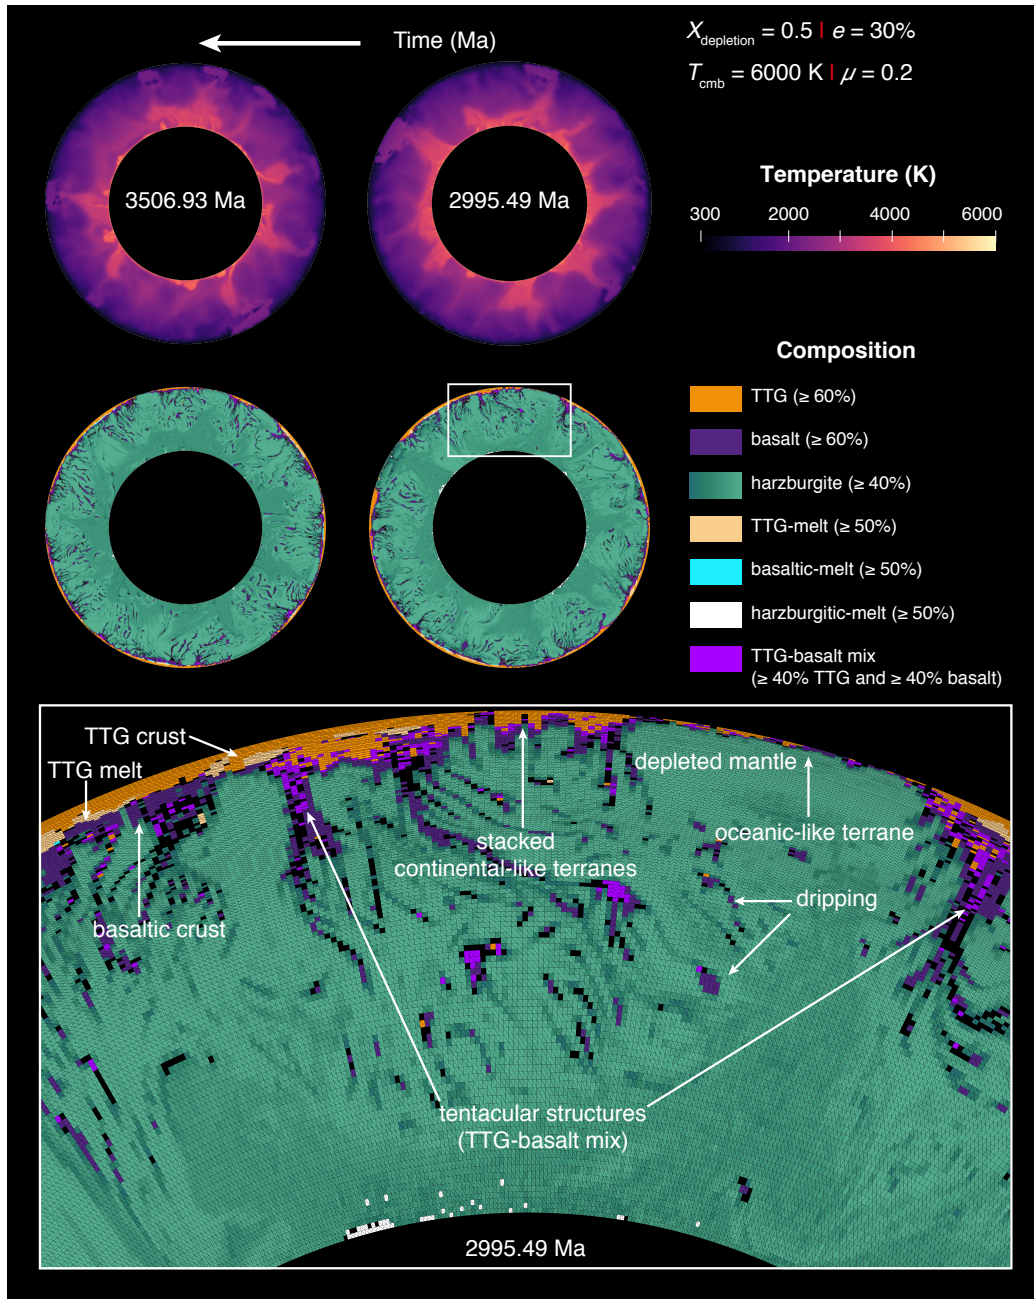 Time (Ma)
X_depletion = 0.5 | e = 30%
T_cmb = 6000 K | μ = 0.2
3506.93 Ma
2995.49 Ma
Temperature (K)
300 2000 4000 6000
Composition
TTG (≥ 60%)
basalt (≥ 60%)
harzburgite (≥ 40%)
TTG-melt (≥ 50%)
basaltic-melt (≥ 50%)
harzburgitic-melt (≥ 50%)
TTG-basalt mix
(≥ 40% TTG and ≥ 40% basalt)
TTG crust
TTG melt
depleted mantle
oceanic-like terrane
stacked
continental-like terranes
dripping
basaltic crust
tentacular structures
(TTG-basalt mix)
2995.49 Ma